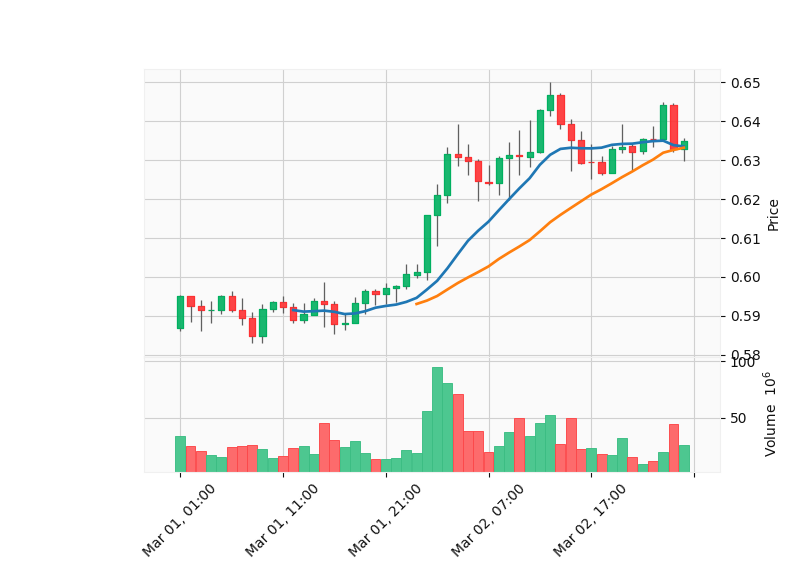 0.65
0.64
0.63
0.62
0.61
0.60
0.59
0.58
Price
100
50
Volume 10^6
Mar 01, 01:00
Mar 01, 11:00
Mar 01, 21:00
Mar 02, 07:00
Mar 02, 17:00